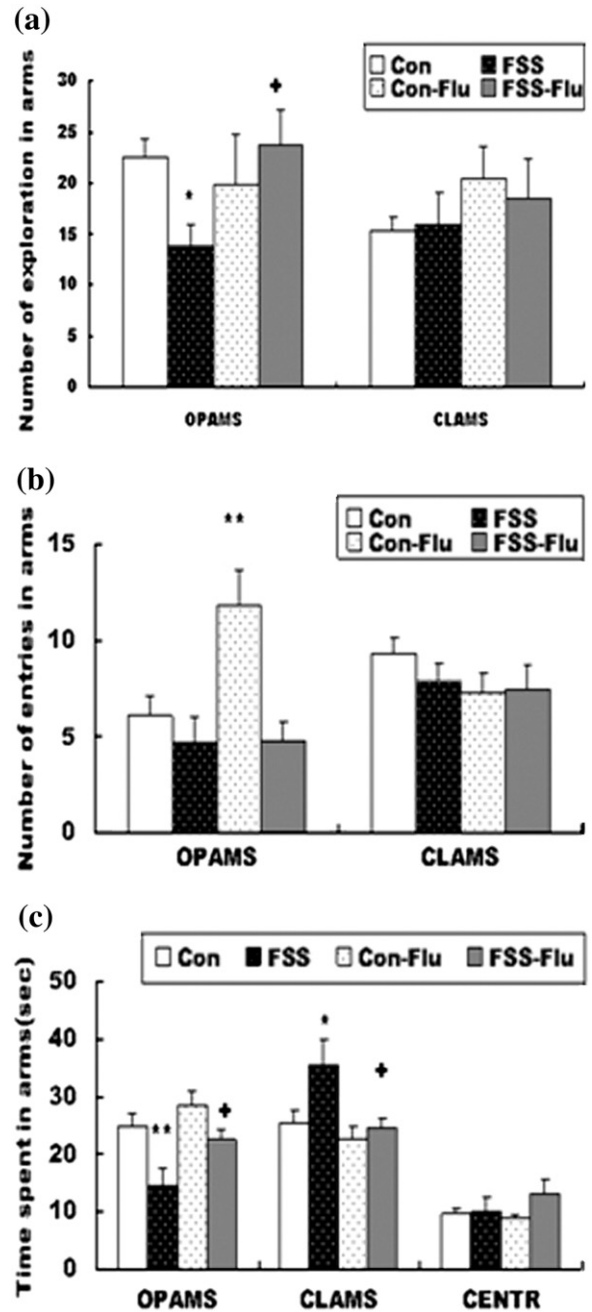 (a)
Con FSS
Con-Flu FSS-Flu
Number of exploration in arms
30
25
20
15
10
5
0
+
*
OPAMS CLAMS
(b)
Con FSS
Con-Flu FSS-Flu
Number of entries in arms
15
10
5
0
**
OPAMS CLAMS
(c)
Con FSS Con-Flu FSS-Flu
Time spent in arms(sec)
50
40
30
20
10
0
*
+
** +
OPAMS CLAMS CENTR